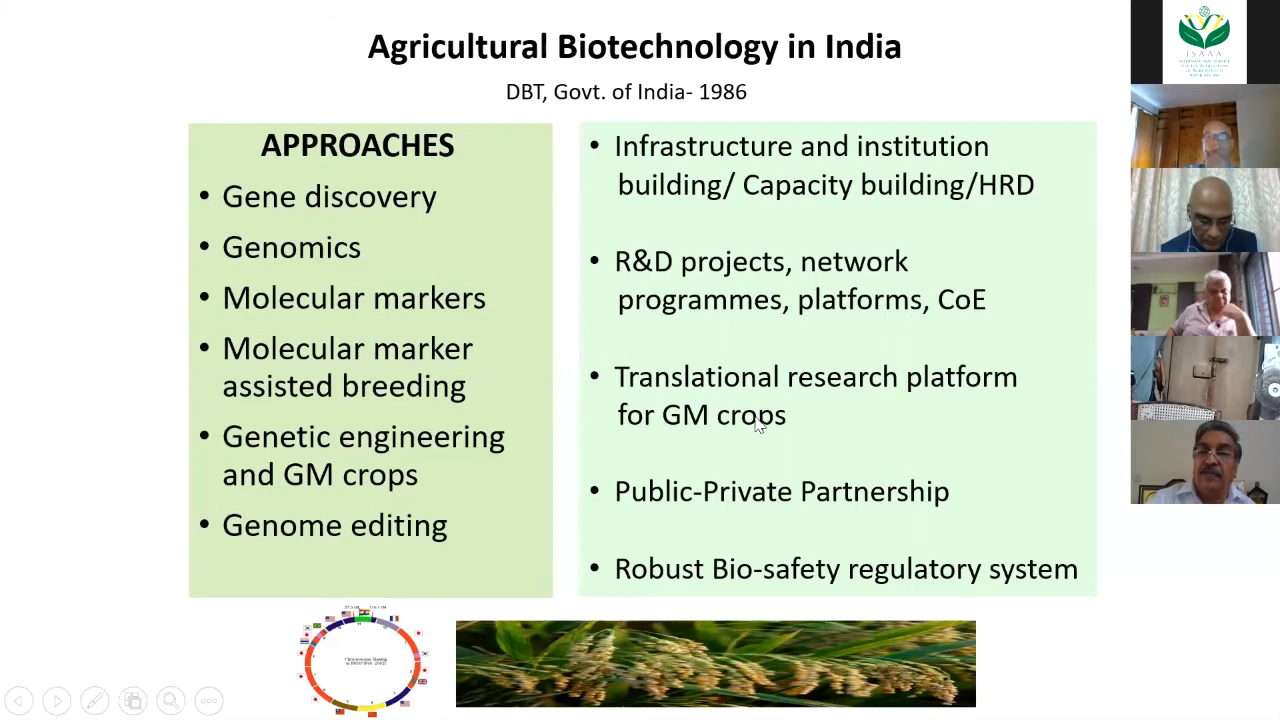 Agricultural Biotechnology in India
DBT, Govt. of India- 1986
APPROACHES
• Gene discovery
• Genomics
• Molecular markers
• Molecular marker
assisted breeding
• Genetic engineering
and GM crops
• Genome editing
• Infrastructure and institution
building/ Capacity building/HRD
• R&D projects, network
programmes, platforms, CoE
• Translational research platform
for GM crops
• Public-Private Partnership
• Robust Bio-safety regulatory system
ISAAA